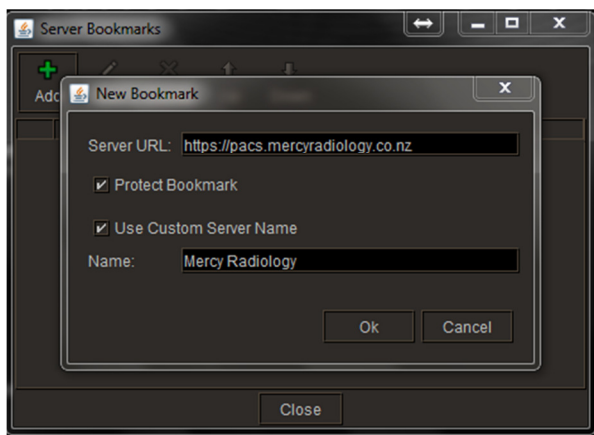 Server Bookmarks
Add
New Bookmark
Server URL: https://pacs.mercyradiology.co.nz
Protect Bookmark
Use Custom Server Name
Name: Mercy Radiology
Ok Cancel
Close